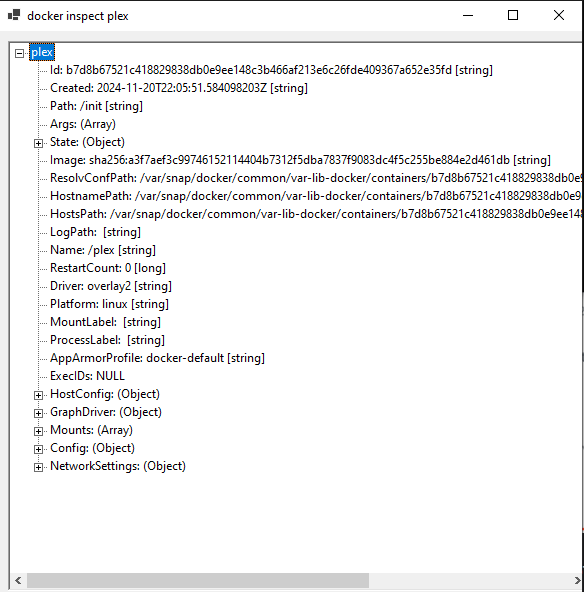 docker inspect plex
plex
Id: b7d8b67521c418829838db0e9ee148c3b466af213e6c26fde409367a652e35fd [string]
Created: 2024-11-20T22:05:51.584098203Z [string]
Path: /init [string]
Args: (Array)
State: (Object)
Image: sha256:a3f7aef3c99746152114404b7312f5dba7837f9083dc4f5c255be884e2d461db [string]
ResolvConfPath: /var/snap/docker/common/var-lib-docker/containers/b7d8b67521c418829838db0e9
HostnamePath: /var/snap/docker/common/var-lib-docker/containers/b7d8b67521c418829838db0e9e
HostsPath: /var/snap/docker/common/var-lib-docker/containers/b7d8b67521c418829838db0e9ee148
LogPath:  [string]
Name: /plex [string]
RestartCount: 0 [long]
Driver: overlay2 [string]
Platform: linux [string]
MountLabel:  [string]
ProcessLabel:  [string]
AppArmorProfile: docker-default [string]
ExecIDs: NULL
HostConfig: (Object)
GraphDriver: (Object)
Mounts: (Array)
Config: (Object)
NetworkSettings: (Object)